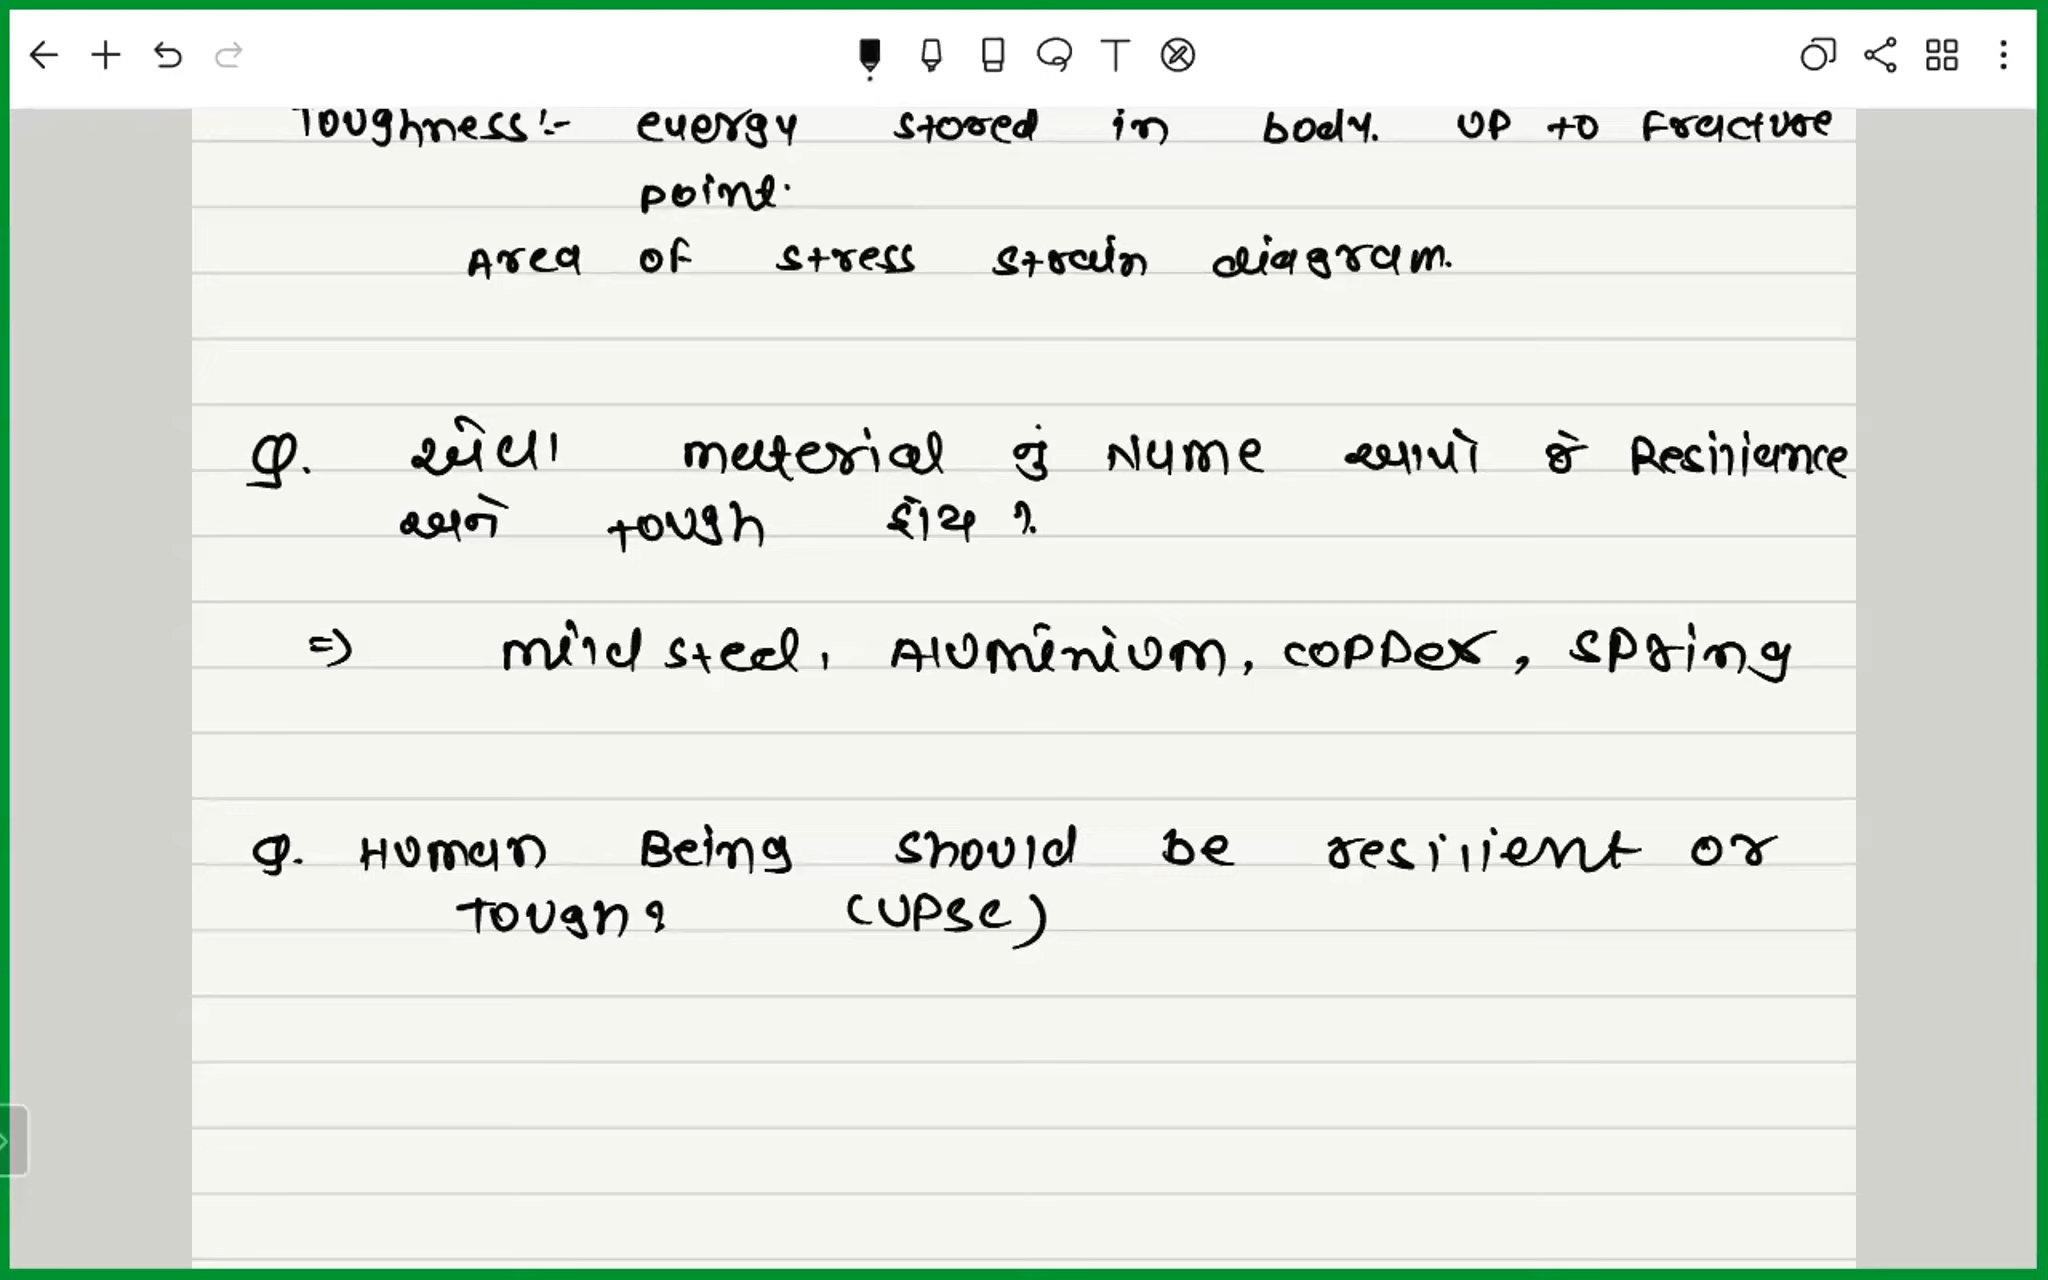 Toughness :- energy stored in body. up to Fracture
point.
Area of stress strain diagram.
Q. એવા material નું Name આપો કે Resilience
અને tough હોય ?
=) mild steel, Aluminium, copper, spring
Q. Human Being should be resilient or
Tough? (UPSC)